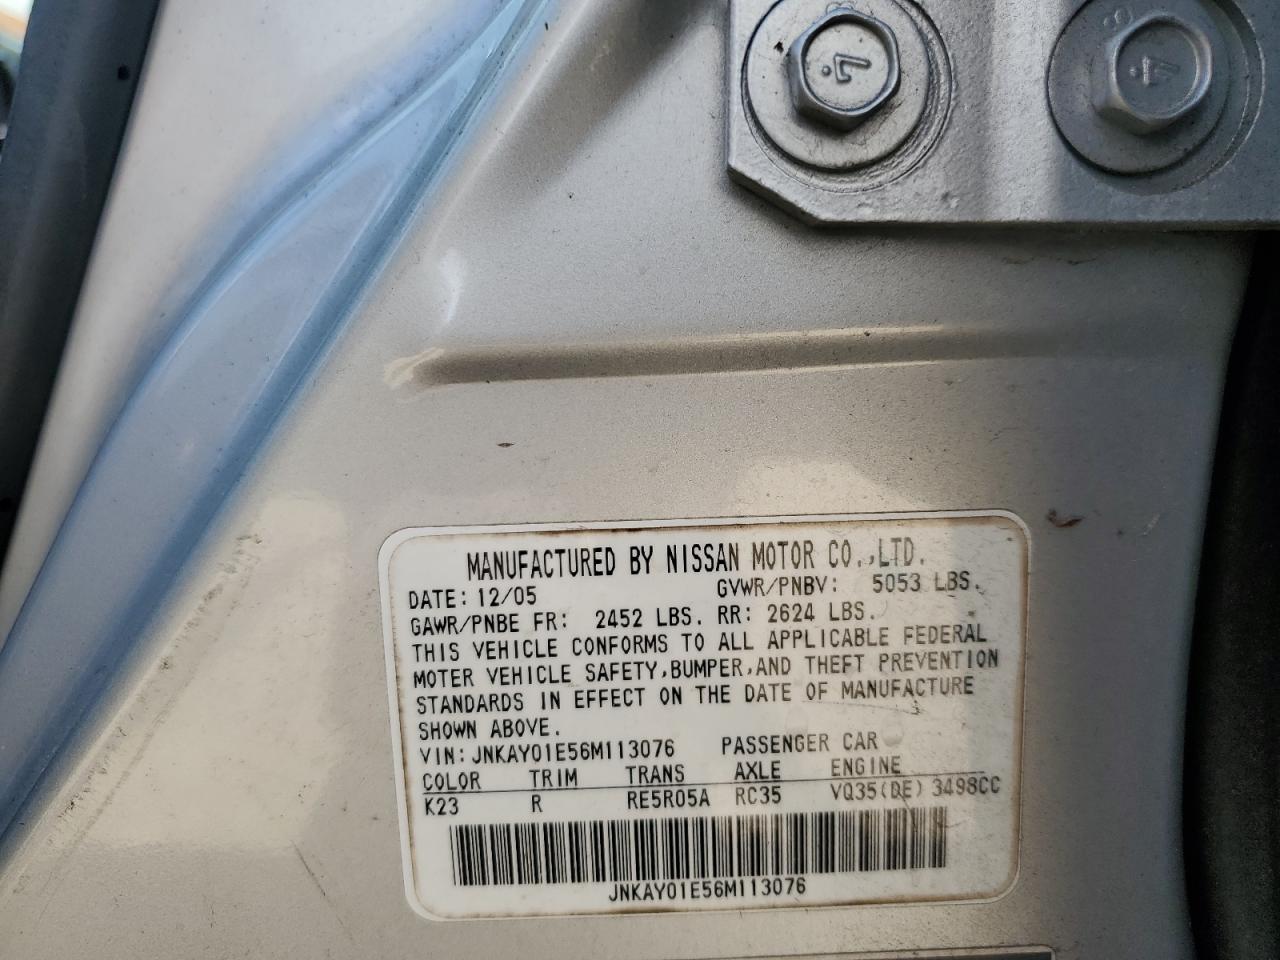 7
7
8
MANUFACTURED BY NISSAN MOTOR CO.,LTD.
DATE: 12/05 GVWR/PNBV: 5053 LBS.
GAWR/PNBE FR: 2452 LBS. RR: 2624 LBS.
THIS VEHICLE CONFORMS TO ALL APPLICABLE FEDERAL
MOTER VEHICLE SAFETY,BUMPER,AND THEFT PREVENTION
STANDARDS IN EFFECT ON THE DATE OF MANUFACTURE
SHOWN ABOVE.
VIN: JNKAY01E56M113076 PASSENGER CAR
COLOR TRIM TRANS AXLE ENGINE
K23 R RE5R05A RC35 VQ35(DE) 3498CC
JNKAY01E56M113076